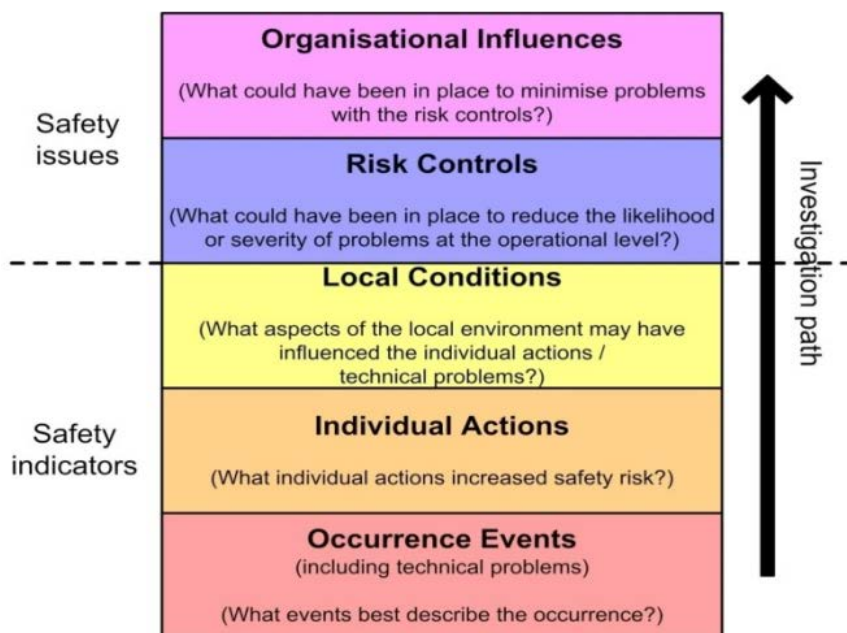 Organisational Influences
(What could have been in place to minimise problems
with the risk controls?)
Safety
issues
Risk Controls
(What could have been in place to reduce the likelihood
or severity of problems at the operational level?)
Local Conditions
(What aspects of the local environment may have
influenced the individual actions /
technical problems?)
Safety
indicators
Individual Actions
(What individual actions increased safety risk?)
Occurrence Events
(including technical problems)
(What events best describe the occurrence?)
Investigation path